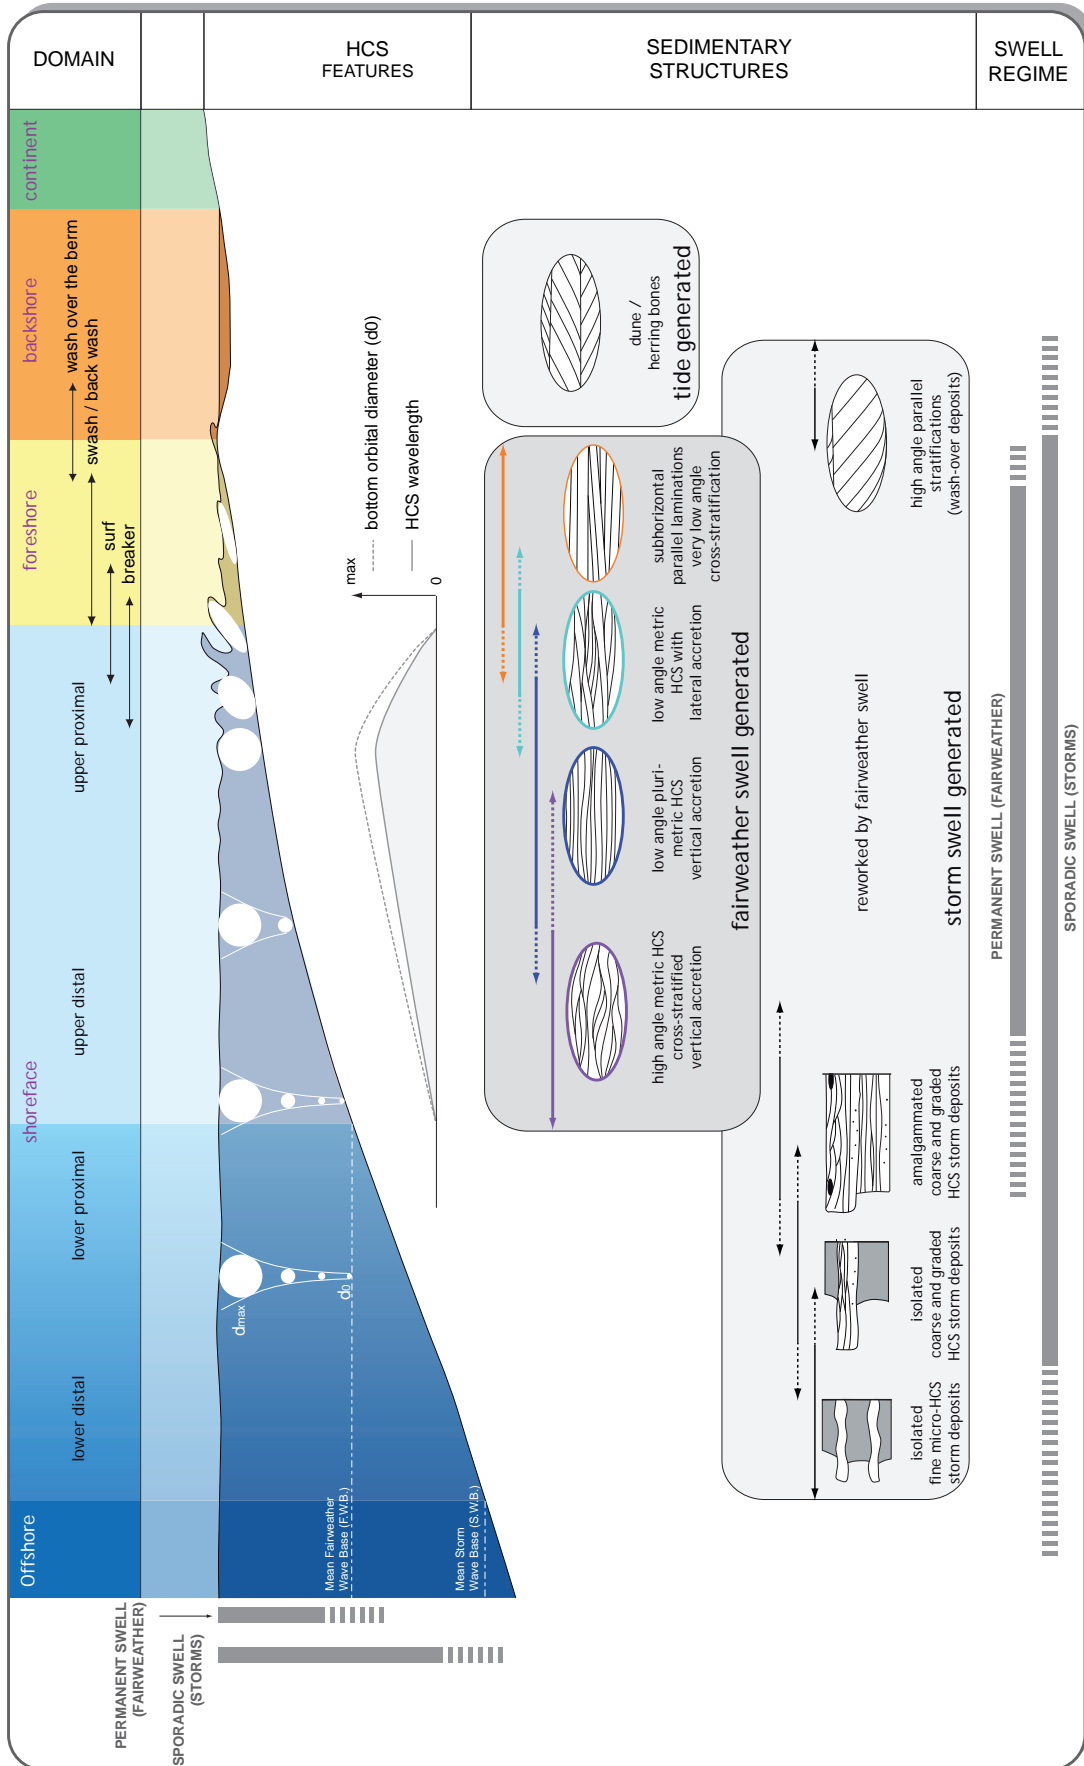 DOMAIN
HCS
FEATURES
SEDIMENTARY
STRUCTURES
SWELL
REGIME
continent
backshore
foreshore
shoreface
Offshore
wash over the berm
swash / back wash
surf
breaker
upper proximal
upper distal
lower proximal
lower distal
dmax
d0
Mean Fairweather
Wave Base (F.W.B.)
Mean Storm
Wave Base (S.W.B.)
PERMANENT SWELL
(FAIRWEATHER)
SPORADIC SWELL
(STORMS)
max
0
bottom orbital diameter (d0)
HCS wavelength
dune /
herring bones
tide generated
subhorizontal
parallel laminations
very low angle
cross-stratification
low angle metric
HCS with
lateral accretion
low angle pluri-
metric HCS
vertical accretion
high angle metric HCS
cross-stratified
vertical accretion
fairweather swell generated
high angle parallel
stratifications
(wash-over deposits)
reworked by fairweather swell
amalgammated
coarse and graded
HCS storm deposits
isolated
coarse and graded
HCS storm deposits
isolated
fine micro-HCS
storm deposits
storm swell generated
PERMANENT SWELL (FAIRWEATHER)
SPORADIC SWELL (STORMS)